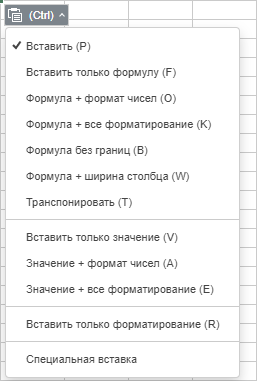 (Ctrl)
Вставить (P)
Вставить только формулу (F)
Формула + формат чисел (O)
Формула + все форматирование (K)
Формула без границ (B)
Формула + ширина столбца (W)
Транспонировать (T)
Вставить только значение (V)
Значение + формат чисел (A)
Значение + все форматирование (E)
Вставить только форматирование (R)
Специальная вставка